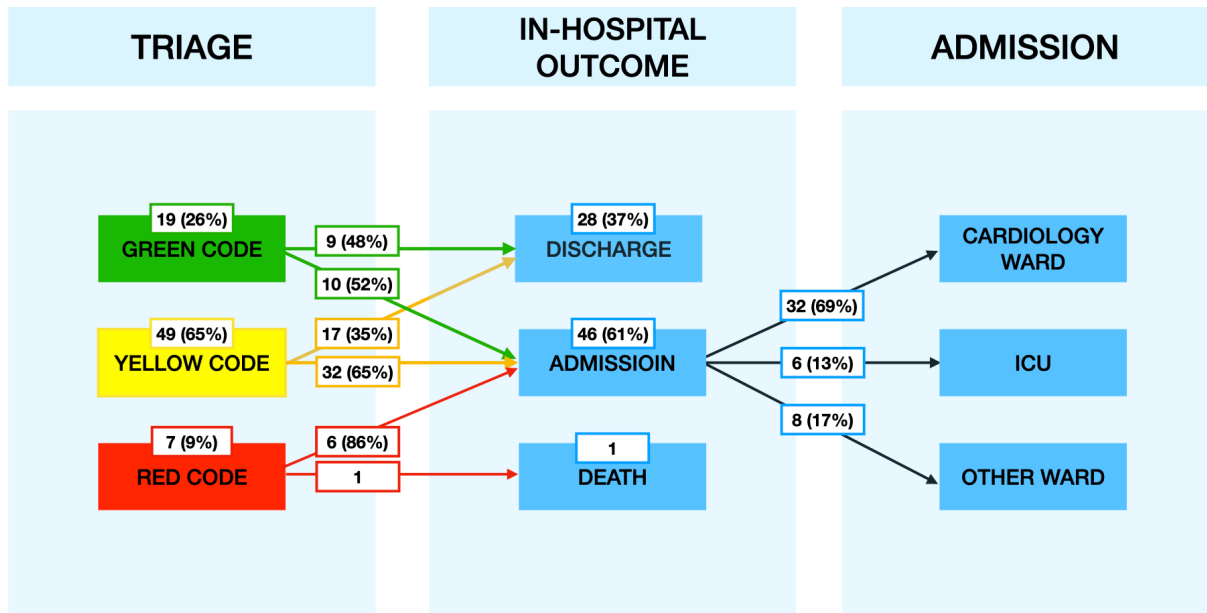 TRIAGE
IN-HOSPITAL
OUTCOME
ADMISSION
19 (26%)
GREEN CODE
49 (65%)
YELLOW CODE
7 (9%)
RED CODE
9 (48%)
10 (52%)
17 (35%)
32 (65%)
6 (86%)
1
28 (37%)
DISCHARGE
46 (61%)
ADMISSIOIN
1
DEATH
32 (69%)
6 (13%)
8 (17%)
CARDIOLOGY
WARD
ICU
OTHER WARD